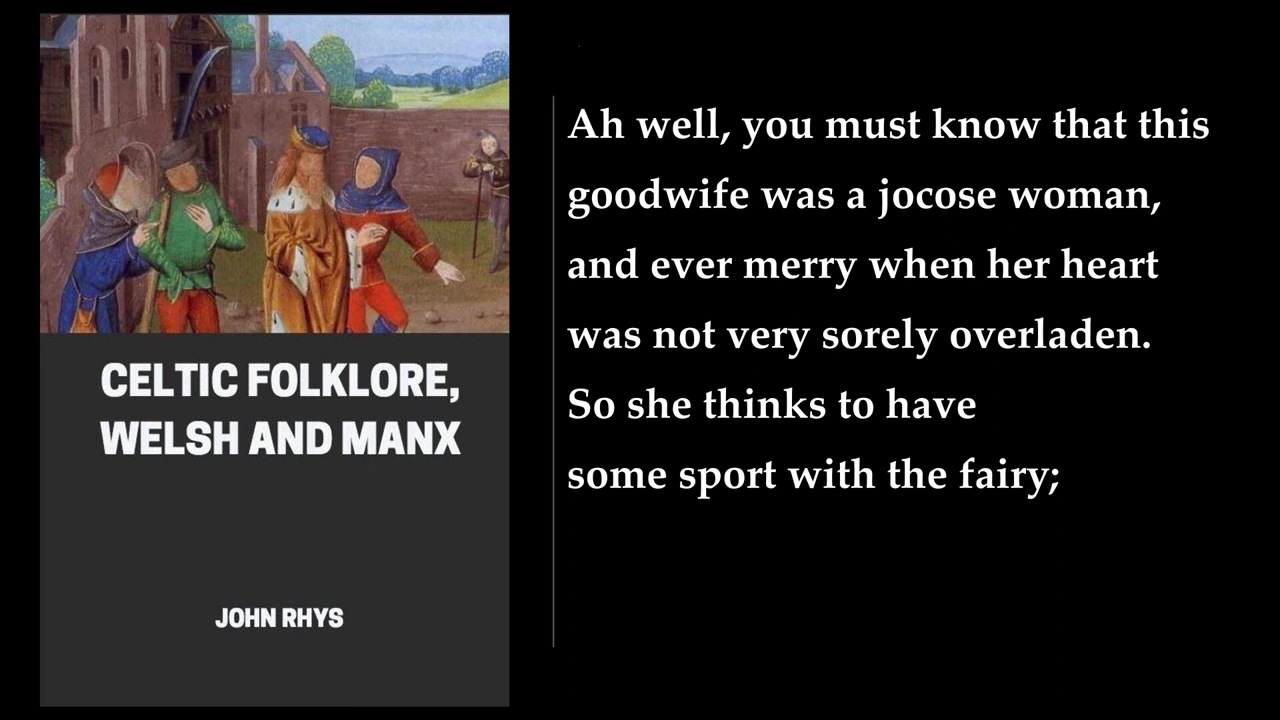 CELTIC FOLKLORE,
WELSH AND MANX
JOHN RHYS
Ah well, you must know that this
goodwife was a jocose woman,
and ever merry when her heart
was not very sorely overladen.
So she thinks to have
some sport with the fairy;